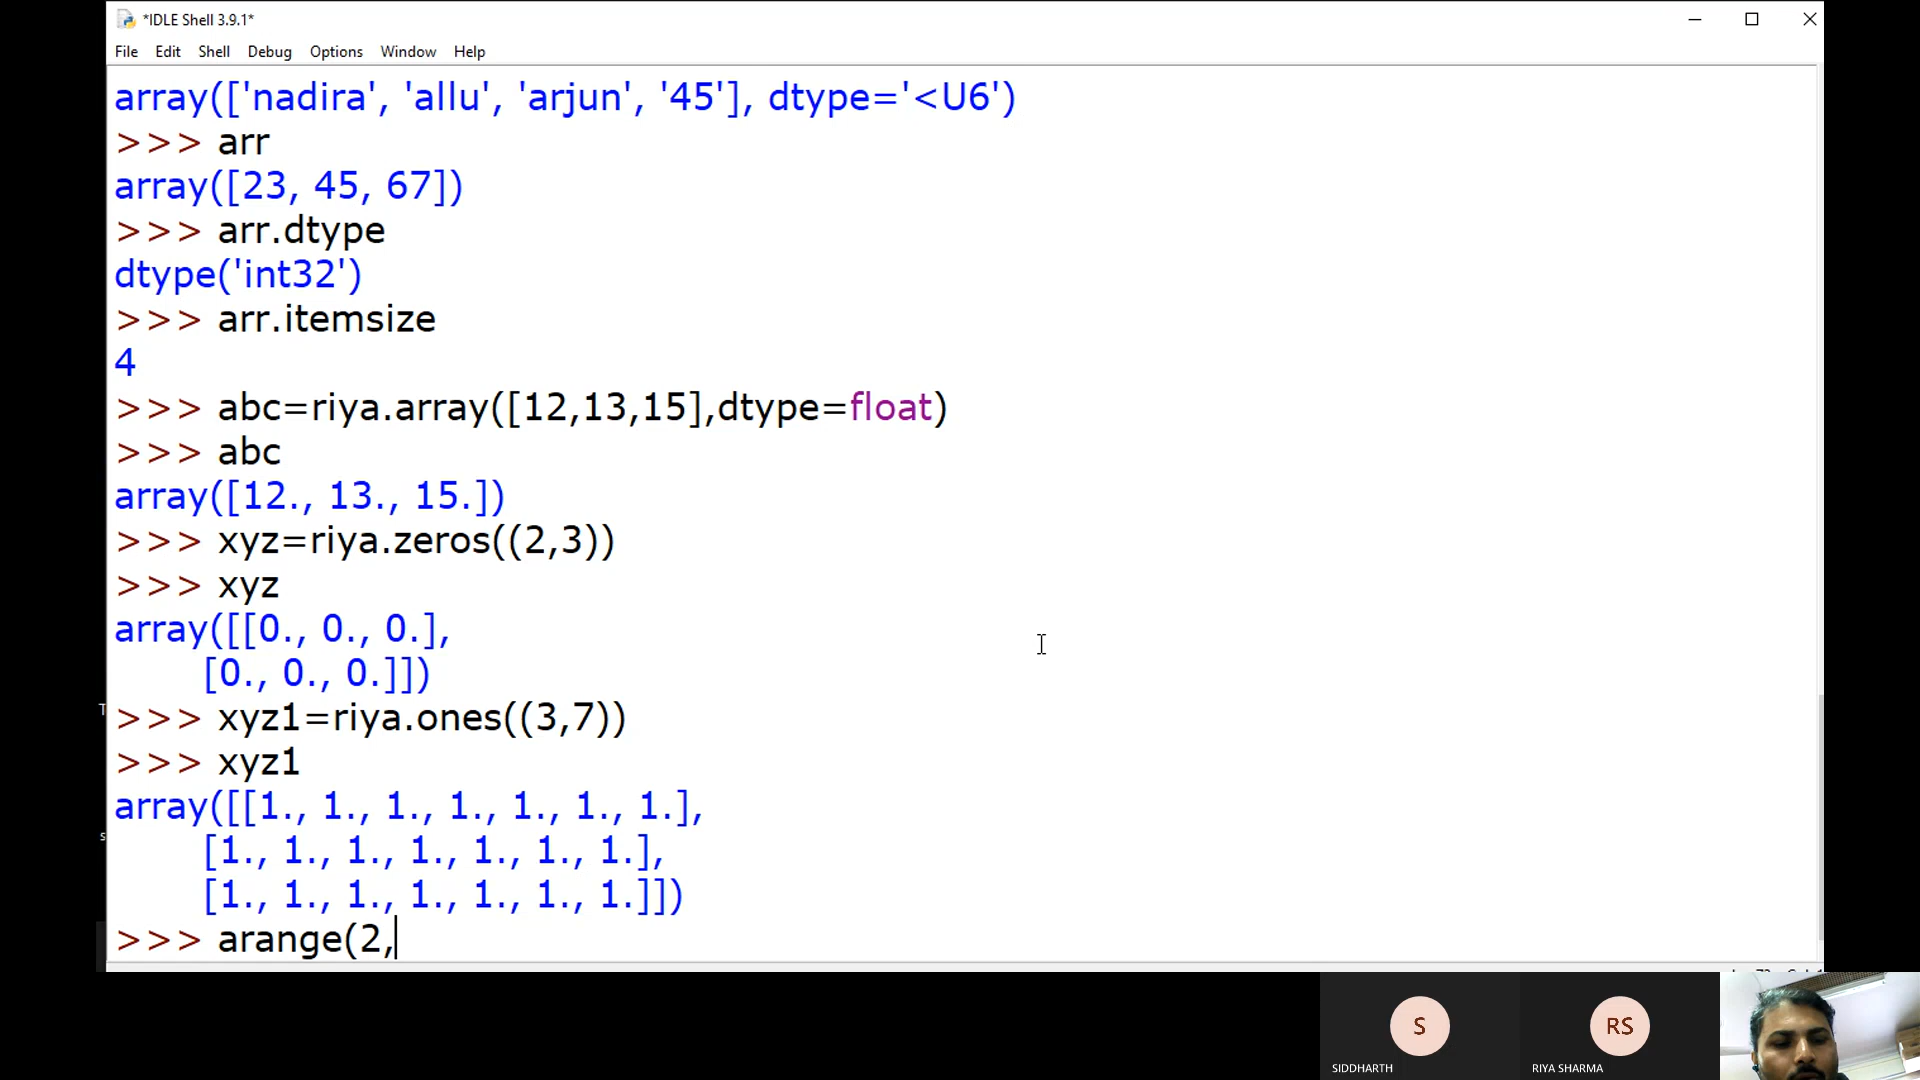 *IDLE Shell 3.9.1*
File Edit Shell Debug Options Window Help
array(['nadira', 'allu', 'arjun', '45'], dtype='<U6')
>>> arr
array([23, 45, 67])
>>> arr.dtype
dtype('int32')
>>> arr.itemsize
4
>>> abc=riya.array([12,13,15],dtype=float)
>>> abc
array([12., 13., 15.])
>>> xyz=riya.zeros((2,3))
>>> xyz
array([[0., 0., 0.],
[0., 0., 0.]])
>>> xyz1=riya.ones((3,7))
>>> xyz1
array([[1., 1., 1., 1., 1., 1., 1.],
[1., 1., 1., 1., 1., 1., 1.],
[1., 1., 1., 1., 1., 1., 1.]])
>>> arange(2,
S
RS
SIDDHARTH
RIYA SHARMA